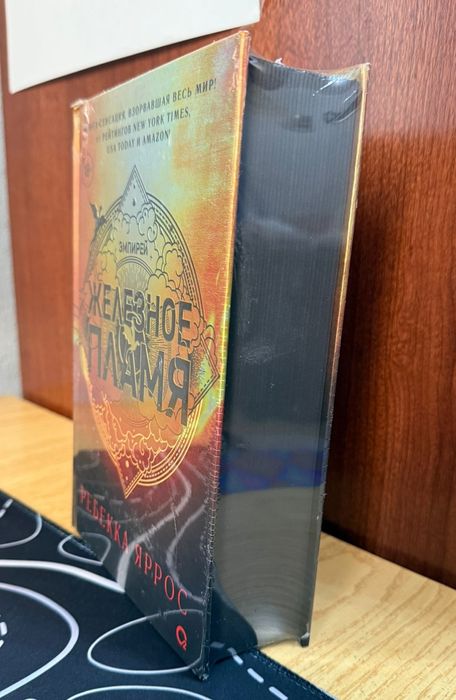 СЕНСАЦИЯ, ВЗОРВАВШАЯ ВЕСЬ МИР!
РЕЙТИНГОВ NEW YORK TIMES,
USA TODAY И AMAZON!
ЭМПИРЕЙ
ЖЕЛЕЗНОЕ
ПЛАМЯ
РЕБЕККА ЯРРОС